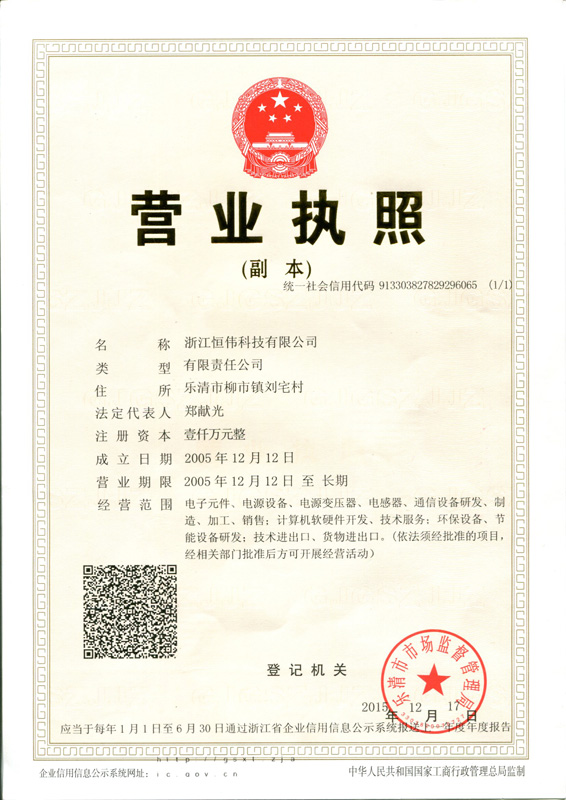 营业执照
(副 本)
统一社会信用代码 913303827829296065 (1/1)
名 称 浙江恒伟科技有限公司
类 型 有限责任公司
住 所 乐清市柳市镇刘宅村
法定代表人 郑献光
注册资本 壹仟万元整
成立日期 2005年12月12日
营业期限 2005年12月12日 至 长期
经营范围 电子元件、电源设备、电源变压器、电感器、通信设备研发、制
造、加工、销售；计算机软硬件开发、技术服务；环保设备、节
能设备研发；技术进出口、货物进出口。(依法须经批准的项目，
经相关部门批准后方可开展经营活动)
登记机关
乐清市市场监督管理局
2015年 12月 17日
应当于每年1月1日至6月30日通过浙江省企业信用信息公示系统报送上一年度年度报告
http://gsxt.zja
企业信用信息公示系统网址： ic.gov.cn
中华人民共和国国家工商行政管理总局监制